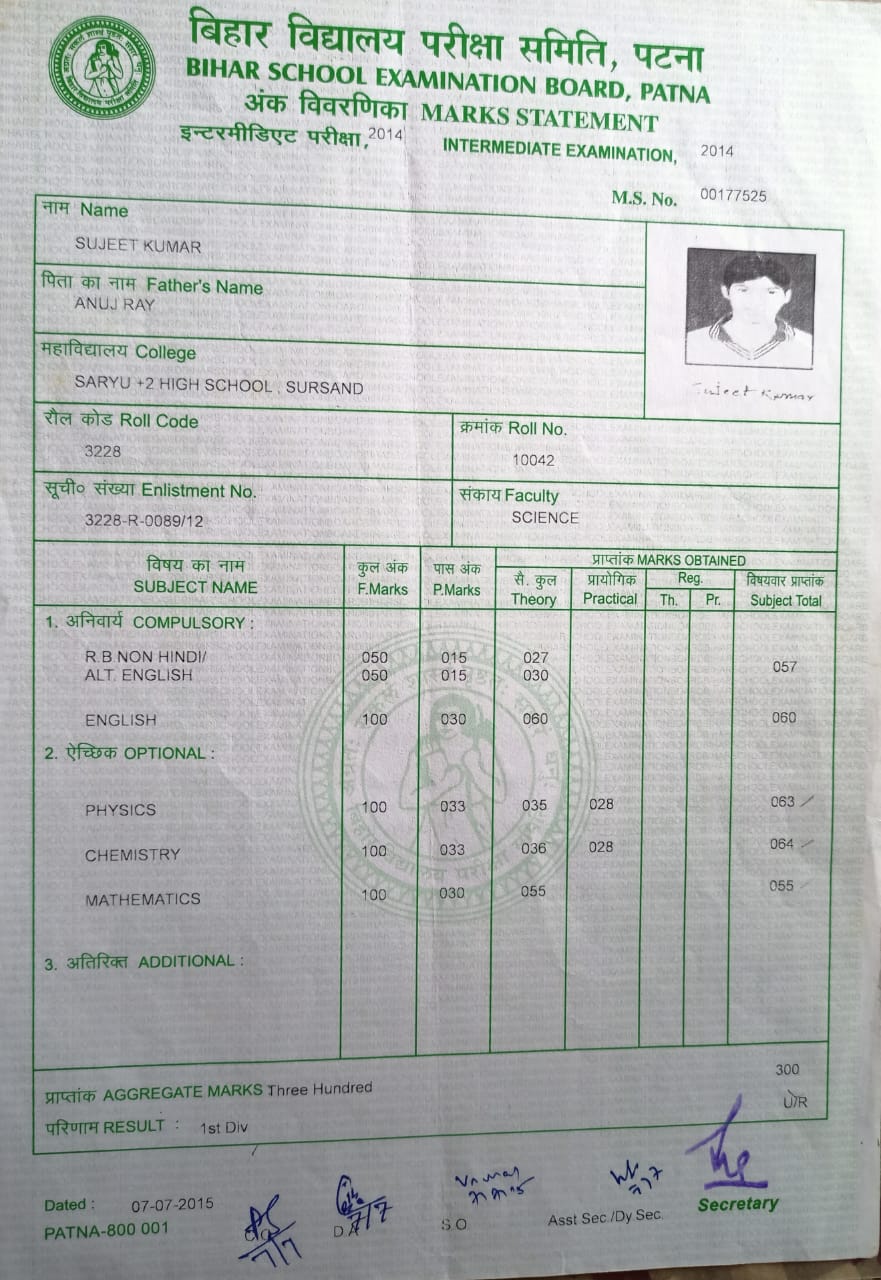 बिहार विद्यालय परीक्षा समिति, पटना
BIHAR SCHOOL EXAMINATION BOARD, PATNA
अंक विवरणिका MARKS STATEMENT
इन्टरमीडिएट परीक्षा, 2014 INTERMEDIATE EXAMINATION, 2014
M.S. No. 00177525
नाम Name
SUJEET KUMAR
पिता का नाम Father's Name
ANUJ RAY
महाविद्यालय College
SARYU +2 HIGH SCHOOL , SURSAND
Sujeet Kumar
रौल कोड Roll Code क्रमांक Roll No.
3228 10042
सूची० संख्या Enlistment No. संकाय Faculty
3228-R-0089/12 SCIENCE
विषय का नाम कुल अंक पास अंक प्राप्तांक MARKS OBTAINED
SUBJECT NAME F.Marks P.Marks सै. कुल Theory प्रायोगिक Practical Reg. Th. Pr. विषयवार प्राप्तांक Subject Total
1. अनिवार्य COMPULSORY :
R.B.NON HINDI/ 050 015 027
ALT. ENGLISH 050 015 030 057
ENGLISH 100 030 060 060
2. ऐच्छिक OPTIONAL :
PHYSICS 100 033 035 028 063
CHEMISTRY 100 033 036 028 064
MATHEMATICS 100 030 055 055
3. अतिरिक्त ADDITIONAL :
प्राप्तांक AGGREGATE MARKS Three Hundred 300
परिणाम RESULT : 1st Div U/R
Dated : 07-07-2015
PATNA-800 001
7/7 D.A 7/7 S.O Asst Sec./Dy Sec. Secretary